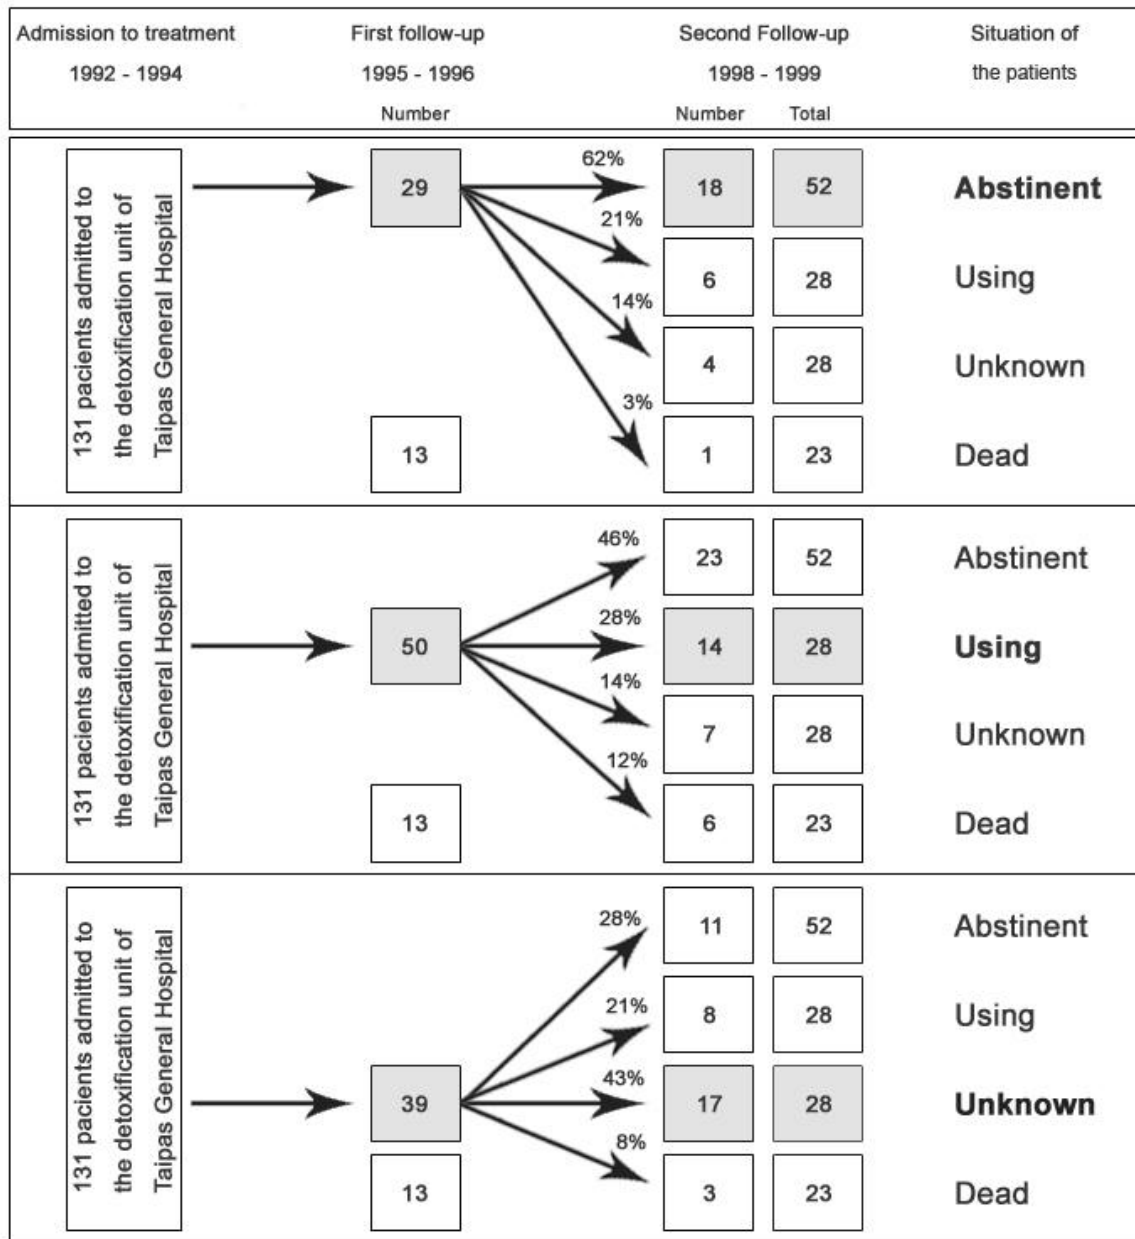 Admission to treatment First follow-up Second Follow-up Situation of
1992 - 1994 1995 - 1996 1998 - 1999 the patients
Number Number Total
131 pacients admitted to
the detoxification unit of
Taipas General Hospital
62%
29 18 52 Abstinent
21%
6 28 Using
14%
4 28 Unknown
3%
13 1 23 Dead
131 pacients admitted to
the detoxification unit of
Taipas General Hospital
46%
23 52 Abstinent
28%
50 14 28 Using
14%
7 28 Unknown
12%
13 6 23 Dead
131 pacients admitted to
the detoxification unit of
Taipas General Hospital
28%
11 52 Abstinent
21%
8 28 Using
43%
39 17 28 Unknown
8%
13 3 23 Dead